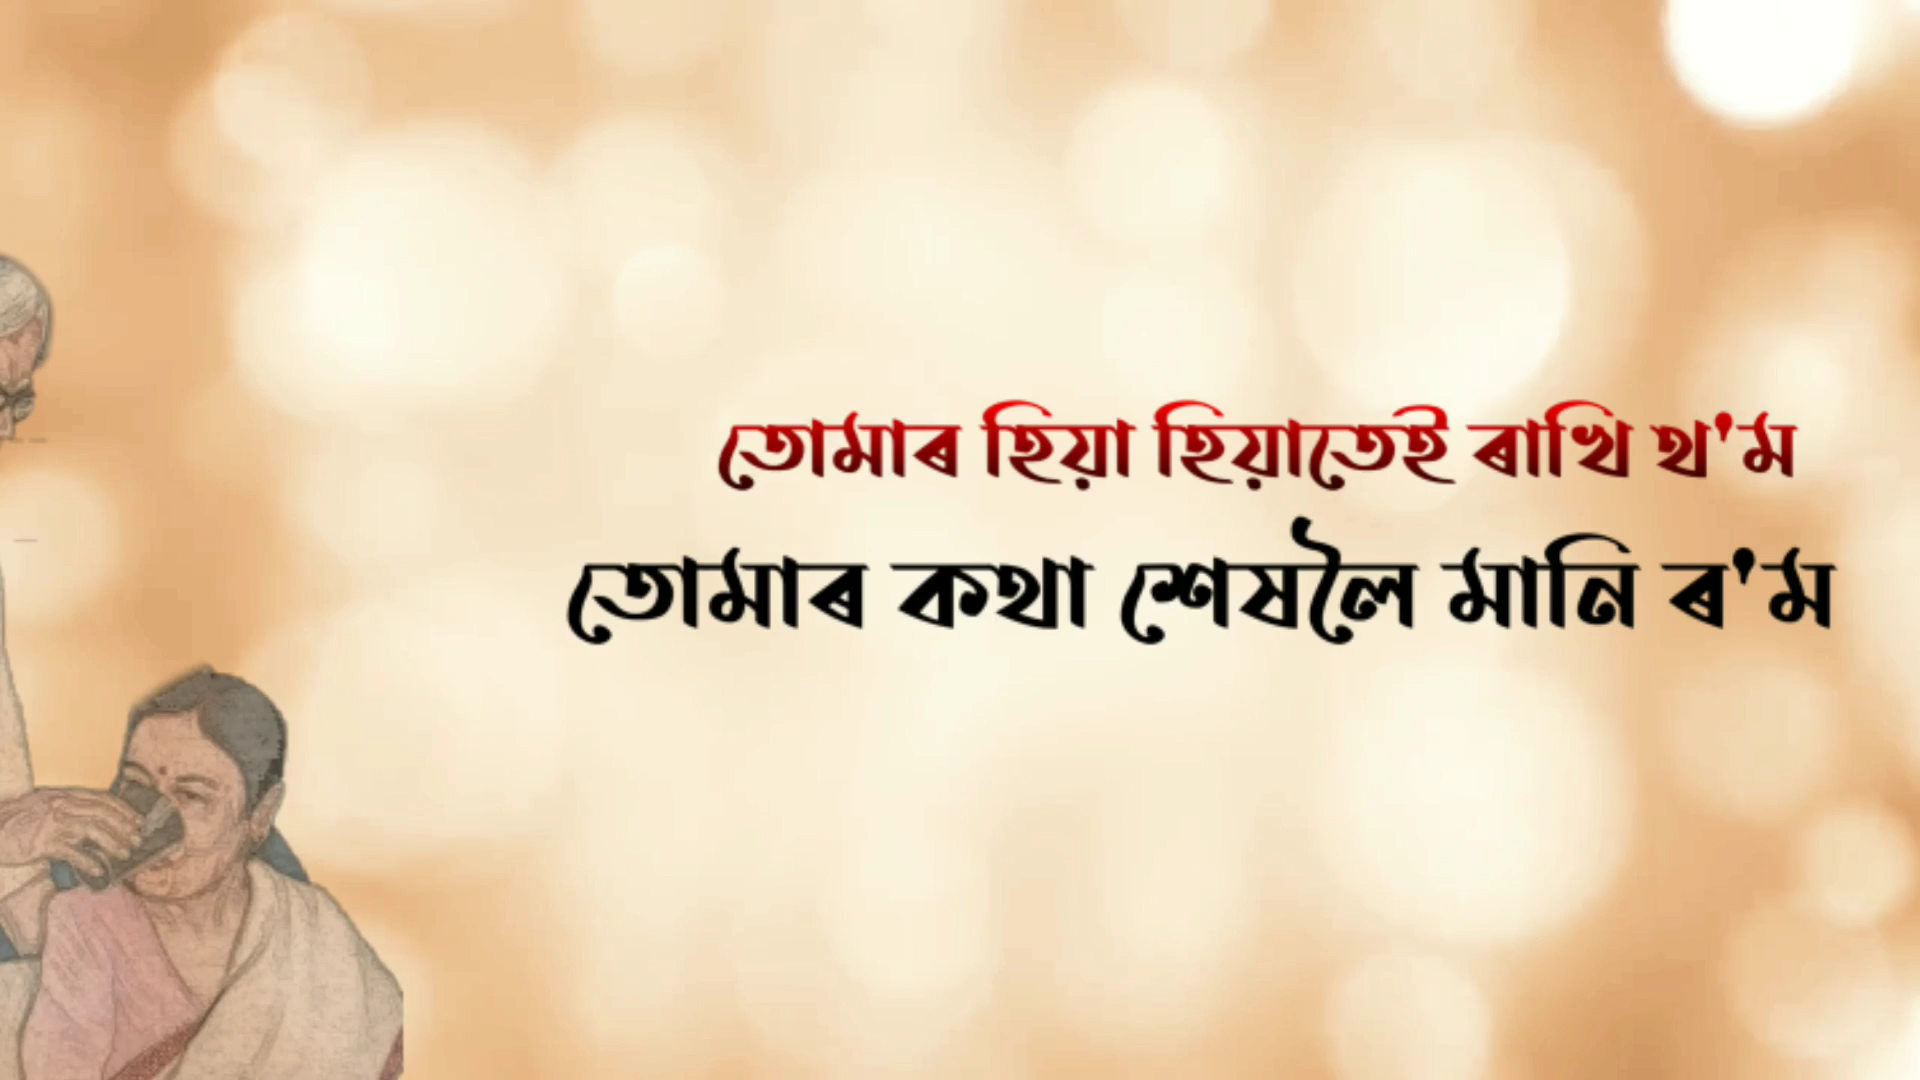 তোমাৰ হিয়া হিয়াতেই ৰাখি থ'ম
তোমাৰ কথা শেষলৈ মানি ৰ'ম